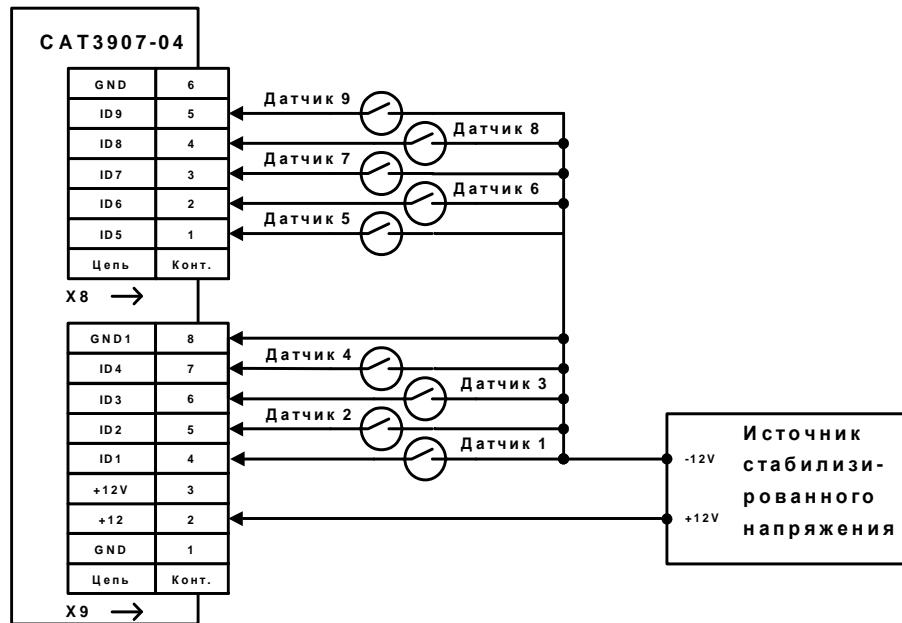 САТ3907-04
GND 6
ID9 5
ID8 4
ID7 3
ID6 2
ID5 1
Цепь Конт.
X8
Датчик 9
Датчик 8
Датчик 7
Датчик 6
Датчик 5
GND1 8
ID4 7
ID3 6
ID2 5
ID1 4
+12V 3
+12 2
GND 1
Цепь Конт.
X9
Датчик 4
Датчик 3
Датчик 2
Датчик 1
-12V
+12V
Источник
стабилизи-
рованного
напряжения